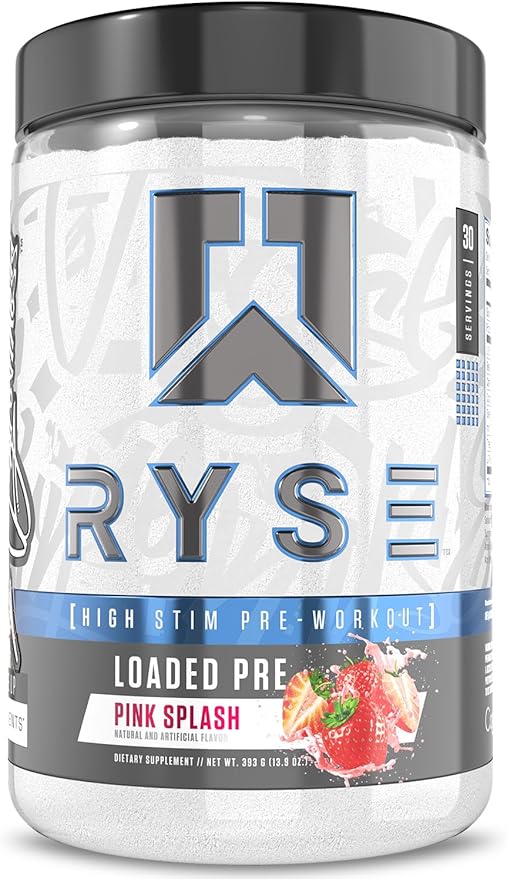 30
SERVINGS
RYSE
[HIGH STIM PRE-WORKOUT]
LOADED PRE
PINK SPLASH
NATURAL AND ARTIFICIAL FLAVOR
DIETARY SUPPLEMENT // NET WT. 393 G (13.9 OZ.)